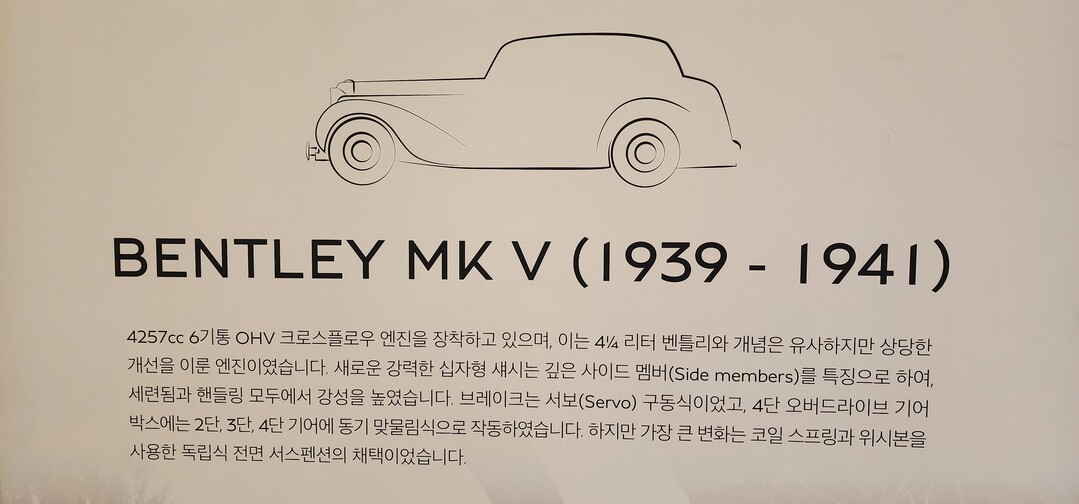 BENTLEY MK V (1939 - 1941)
4257cc 6기통 OHV 크로스플로우 엔진을 장착하고 있으며, 이는 4¼ 리터 벤틀리와 개념은 유사하지만 상당한
개선을 이룬 엔진이였습니다. 새로운 강력한 십자형 섀시는 깊은 사이드 멤버(Side members)를 특징으로 하여,
세련됨과 핸들링 모두에서 강성을 높였습니다. 브레이크는 서보(Servo) 구동식이었고, 4단 오버드라이브 기어
박스에는 2단, 3단, 4단 기어에 동기 맞물림식으로 작동하였습니다. 하지만 가장 큰 변화는 코일 스프링과 위시본을
사용한 독립식 전면 서스펜션의 채택이었습니다.